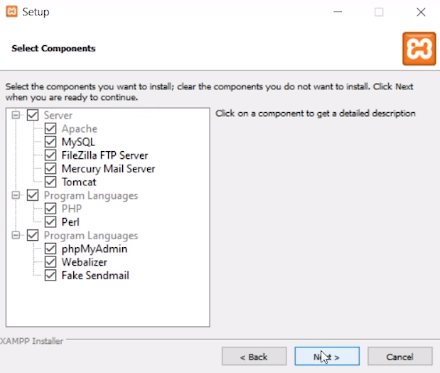 Setup
Select Components
Select the components you want to install; clear the components you do not want to install. Click Next
when you are ready to continue.
Click on a component to get a detailed description
Server
Apache
MySQL
FileZilla FTP Server
Mercury Mail Server
Tomcat
Program Languages
PHP
Perl
Program Languages
phpMyAdmin
Webalizer
Fake Sendmail
XAMPP Installer
< Back
Next >
Cancel